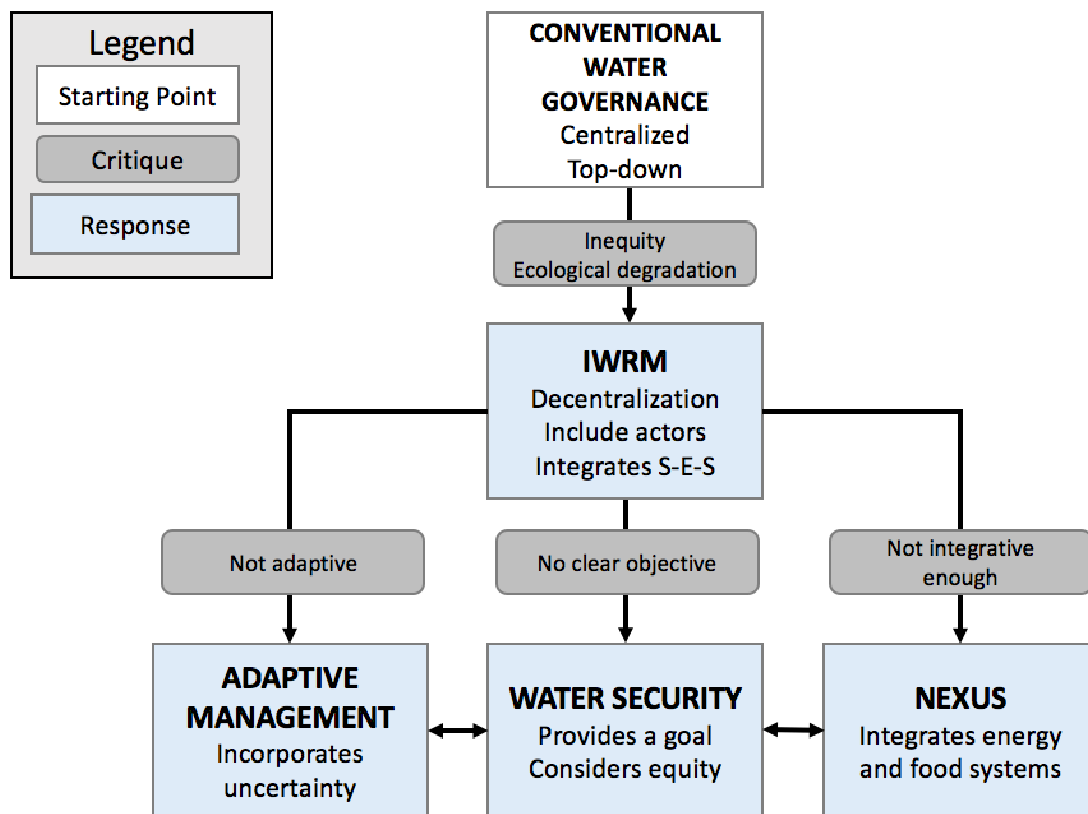 Legend
Starting Point
Critique
Response
CONVENTIONAL
WATER
GOVERNANCE
Centralized
Top-down
Inequity
Ecological degradation
IWRM
Decentralization
Include actors
Integrates S-E-S
Not adaptive
No clear objective
Not integrative
enough
ADAPTIVE
MANAGEMENT
Incorporates
uncertainty
WATER SECURITY
Provides a goal
Considers equity
NEXUS
Integrates energy
and food systems